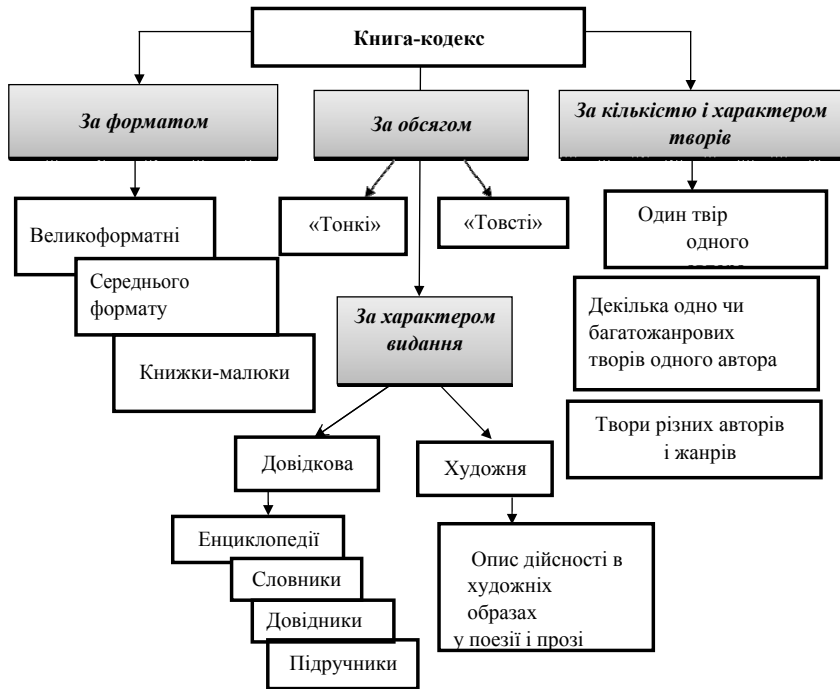 Книга-кодекс
За форматом
За обсягом
За кількістю і характером
творів
Великоформатні
Середнього
формату
Книжки-малюки
«Тонкі»
«Товсті»
Один твір
одного
Декілька одно чи
багатожанрових
творів одного автора
Твори різних авторів
і жанрів
За характером
видання
Довідкова
Художня
Енциклопедії
Словники
Довідники
Підручники
Опис дійсності в
художніх
образах
у поезії і прозі